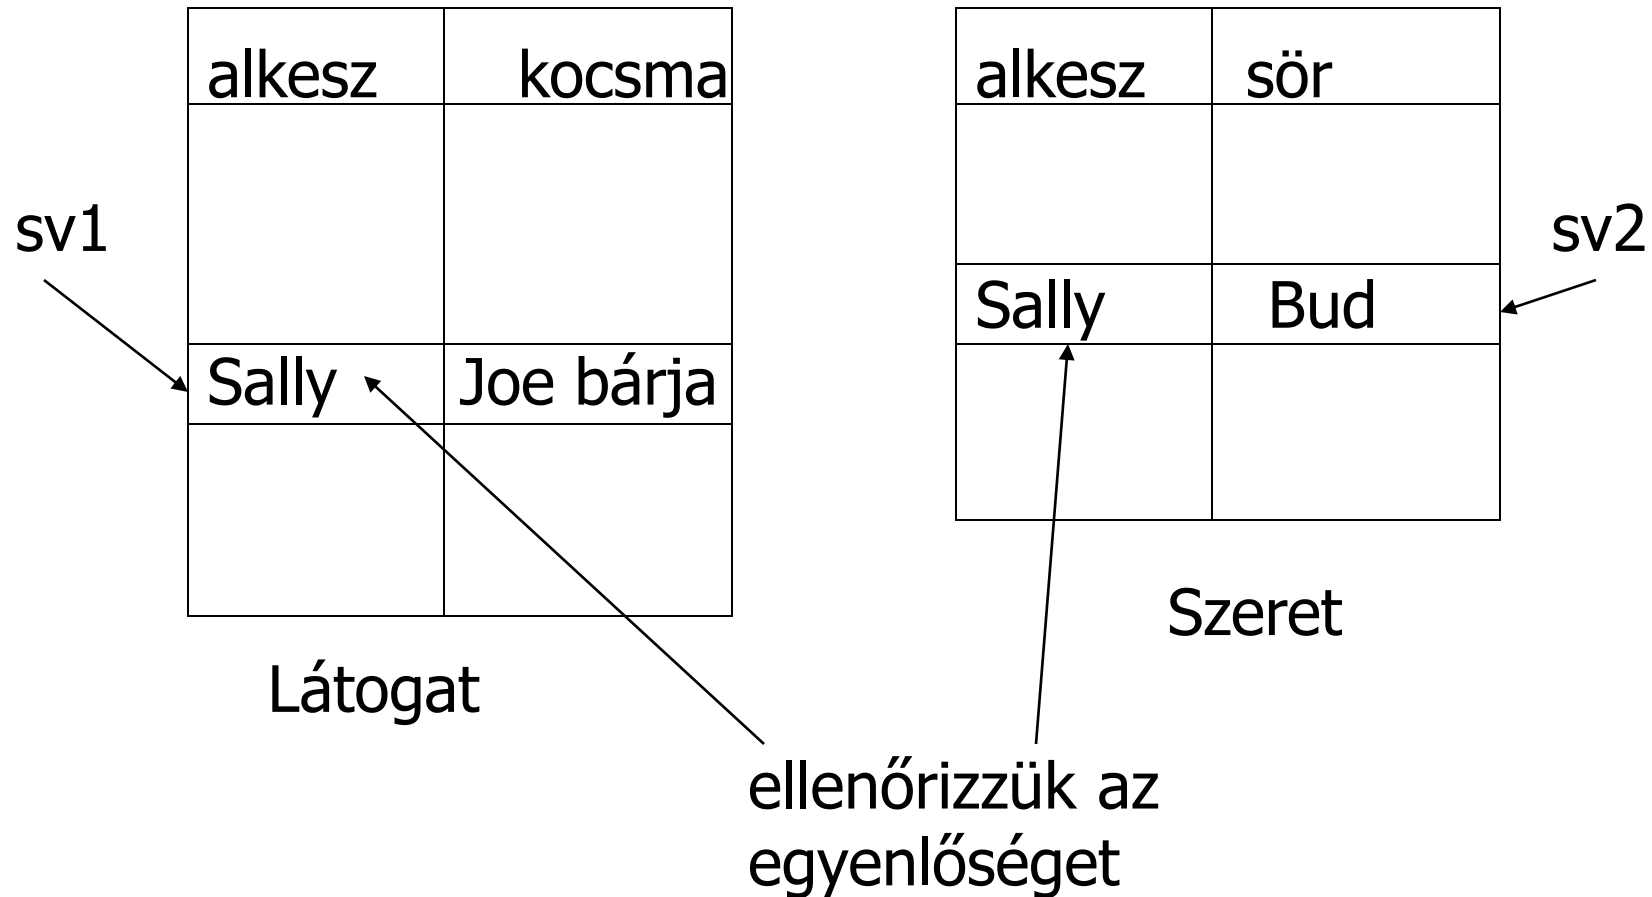 alkesz kocsma
alkesz sör
sv1
sv2
Sally Bud
Sally Joe bárja
Szeret
Látogat
ellenőrizzük az
egyenlőséget